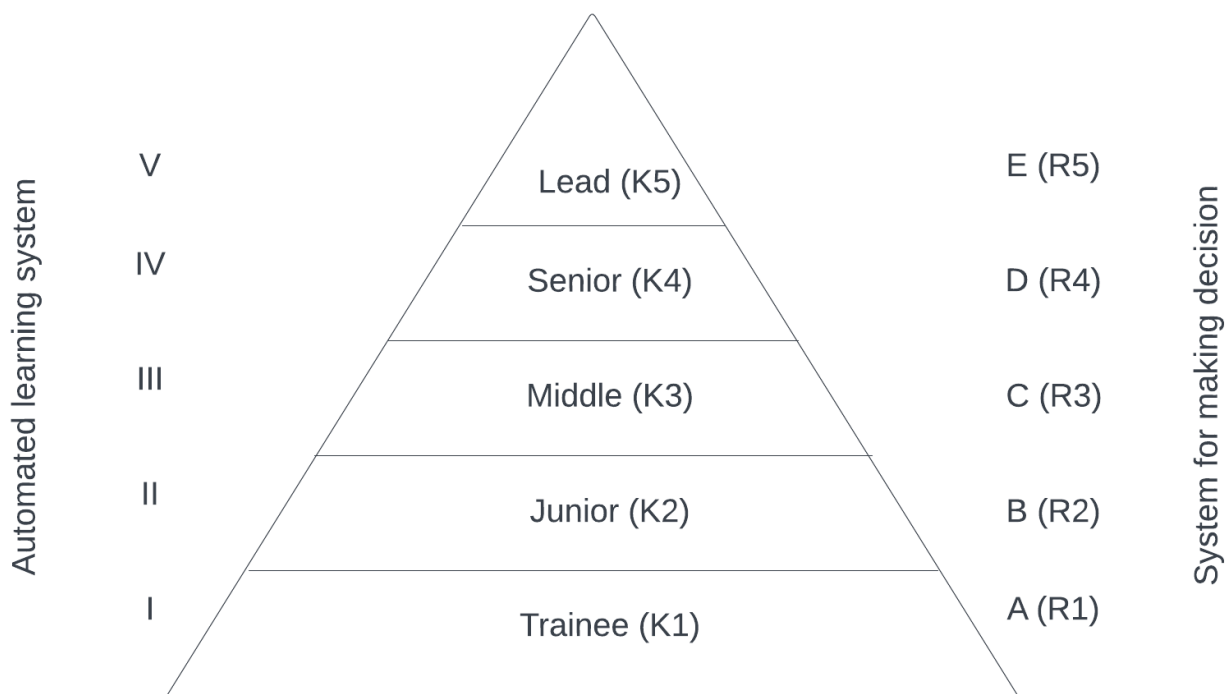 Automated learning system
V
Lead (K5)
E (R5)
IV
Senior (K4)
D (R4)
III
Middle (K3)
C (R3)
II
Junior (K2)
B (R2)
I
Trainee (K1)
A (R1)
System for making decision